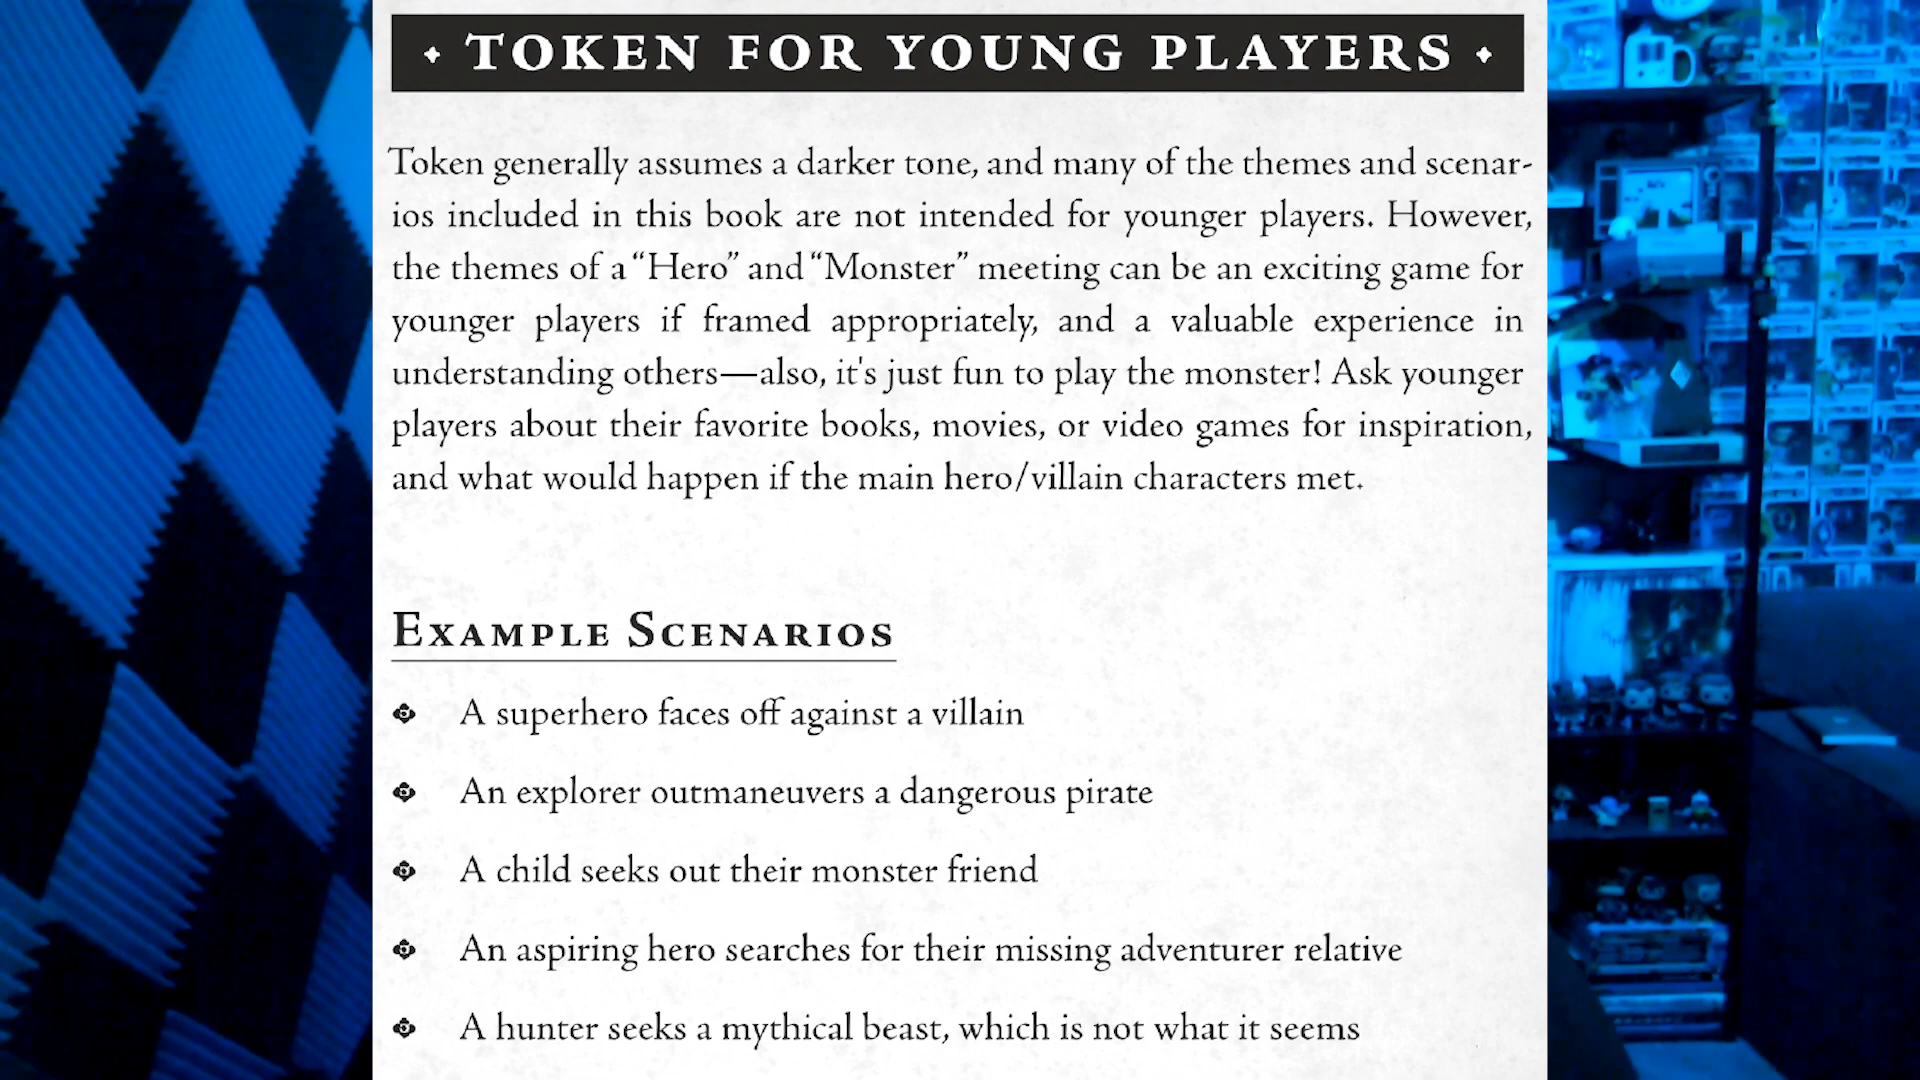 TOKEN FOR YOUNG PLAYERS
Token generally assumes a darker tone, and many of the themes and scenar-
ios included in this book are not intended for younger players. However,
the themes of a “Hero” and “Monster” meeting can be an exciting game for
younger players if framed appropriately, and a valuable experience in
understanding others—also, it's just fun to play the monster! Ask younger
players about their favorite books, movies, or video games for inspiration,
and what would happen if the main hero/villain characters met.
EXAMPLE SCENARIOS
A superhero faces off against a villain
An explorer outmaneuvers a dangerous pirate
A child seeks out their monster friend
An aspiring hero searches for their missing adventurer relative
A hunter seeks a mythical beast, which is not what it seems